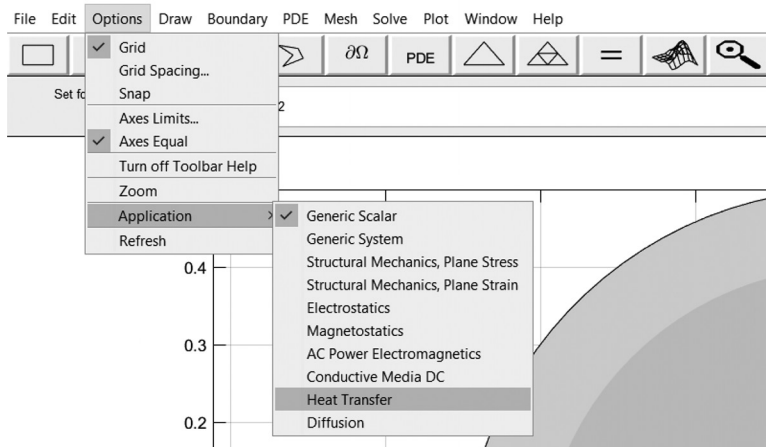 File Edit Options Draw Boundary PDE Mesh Solve Plot Window Help
∂Ω PDE =
Grid
Grid Spacing...
Snap
Set fo
2
Axes Limits...
Axes Equal
Turn off Toolbar Help
Zoom
Application
Refresh
Generic Scalar
Generic System
Structural Mechanics, Plane Stress
Structural Mechanics, Plane Strain
Electrostatics
Magnetostatics
AC Power Electromagnetics
Conductive Media DC
Heat Transfer
Diffusion
0.4
0.3
0.2